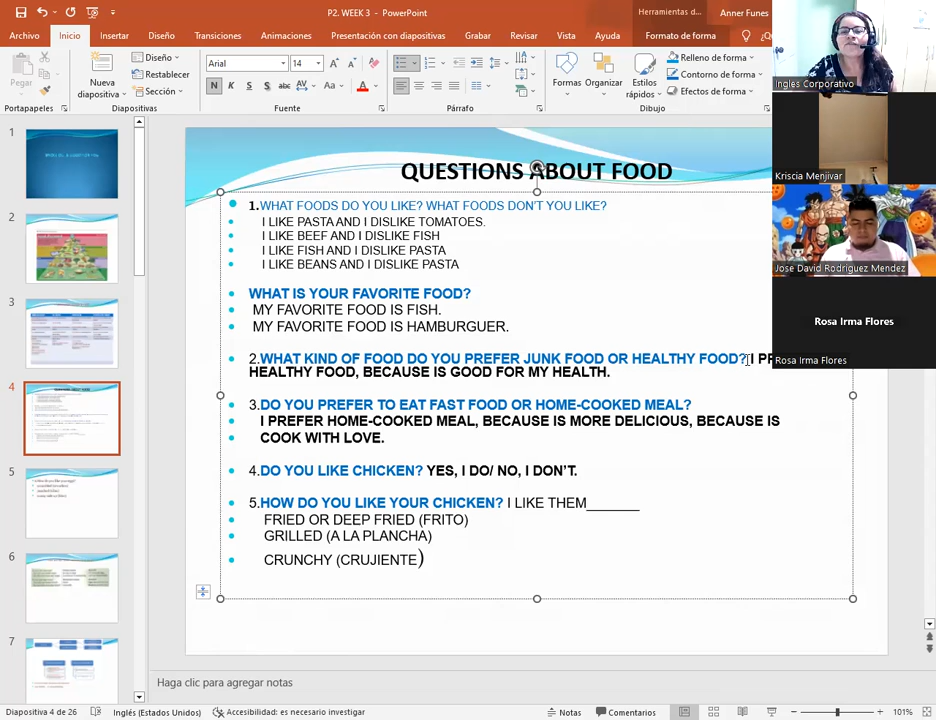 P2. WEEK 3 - PowerPoint
Herramientas d...
Anner Funes
Archivo
Inicio
Insertar
Diseño
Transiciones
Animaciones
Presentación con diapositivas
Grabar
Revisar
Vista
Ayuda
Formato de forma
Pegar
Nueva diapositiva
Diseño
Restablecer
Sección
Arial
14
N K S abc AV Aa A
Formas
Organizar
Estilos rápidos
Relleno de forma
Contorno de forma
Efectos de forma
Portapapeles
Diapositivas
Fuente
Párrafo
Dibujo
Ingles Corporativo
Kriscia Menjivar
Jose David Rodriguez Mendez
Rosa Irma Flores
Rosa Irma Flores
1
2
3
4
5
6
7
QUESTIONS ABOUT FOOD
1.WHAT FOODS DO YOU LIKE? WHAT FOODS DON'T YOU LIKE?
I LIKE PASTA AND I DISLIKE TOMATOES.
I LIKE BEEF AND I DISLIKE FISH
I LIKE FISH AND I DISLIKE PASTA
I LIKE BEANS AND I DISLIKE PASTA
WHAT IS YOUR FAVORITE FOOD?
MY FAVORITE FOOD IS FISH.
MY FAVORITE FOOD IS HAMBURGUER.
2.WHAT KIND OF FOOD DO YOU PREFER JUNK FOOD OR HEALTHY FOOD? I
HEALTHY FOOD, BECAUSE IS GOOD FOR MY HEALTH.
3.DO YOU PREFER TO EAT FAST FOOD OR HOME-COOKED MEAL?
I PREFER HOME-COOKED MEAL, BECAUSE IS MORE DELICIOUS, BECAUSE IS
COOK WITH LOVE.
4.DO YOU LIKE CHICKEN? YES, I DO/ NO, I DON'T.
5.HOW DO YOU LIKE YOUR CHICKEN? I LIKE THEM_______
FRIED OR DEEP FRIED (FRITO)
GRILLED (A LA PLANCHA)
CRUNCHY (CRUJIENTE)
Haga clic para agregar notas
Diapositiva 4 de 26
Inglés (Estados Unidos)
Accesibilidad: es necesario investigar
Notas
Comentarios
101%